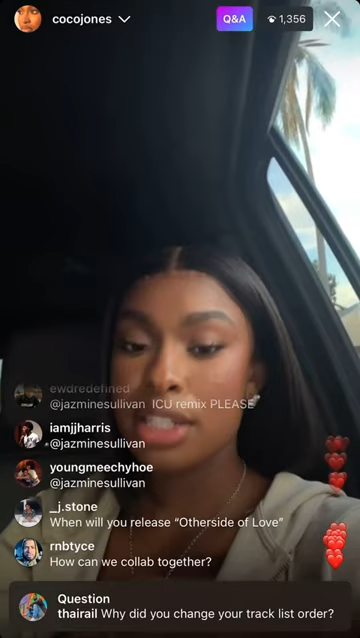 cocojones
Q&A
1,356
ewdredefined
@jazminesullivan ICU remix PLEASE
iamjjharris
@jazminesullivan
youngmeechyhoe
@jazminesullivan
_j.stone
When will you release “Otherside of Love”
rnbtyce
How can we collab together?
Question
thairail Why did you change your track list order?